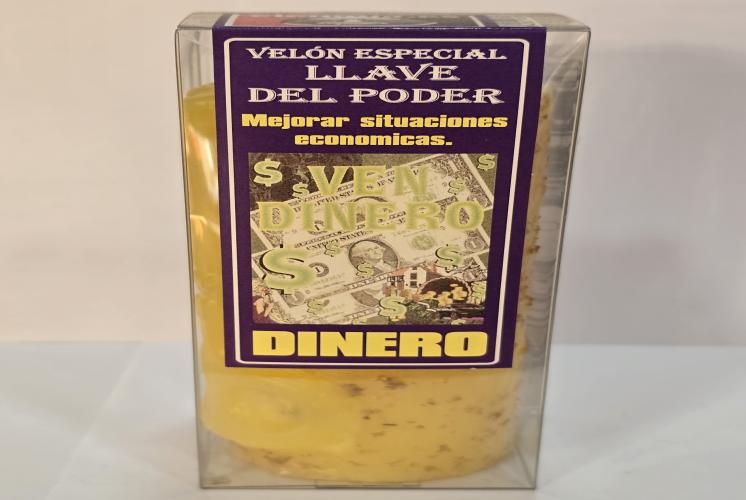 VELÓN ESPECIAL
LLAVE
DEL PODER
Mejorar situaciones
economicas.
VEN
DINERO
DINERO